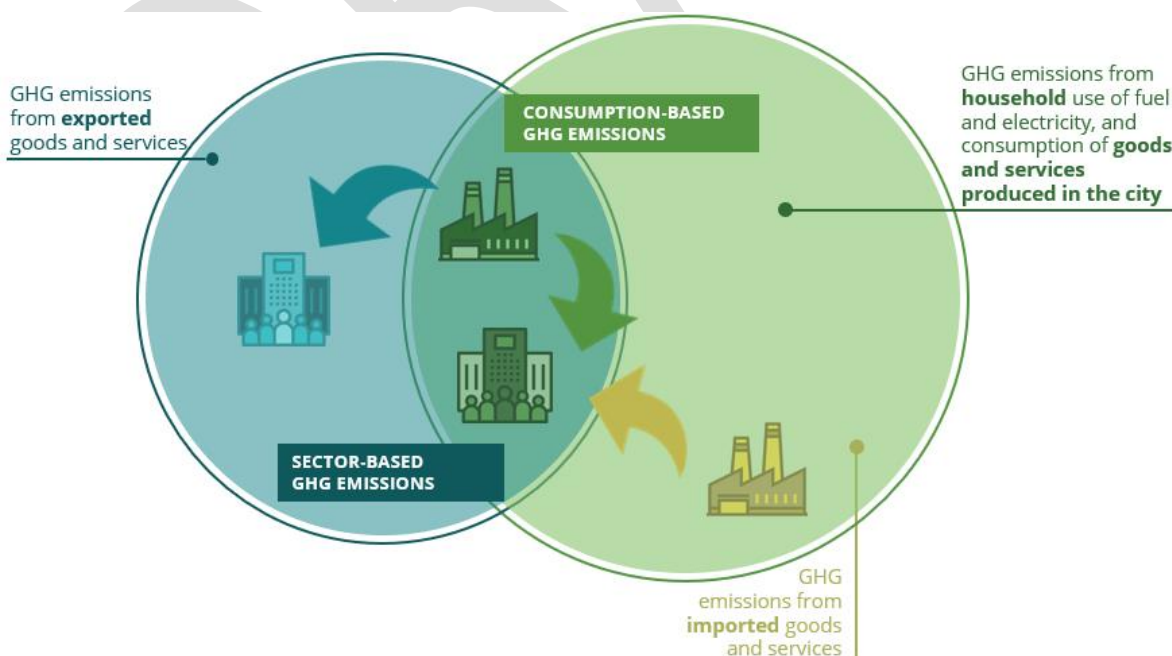 GHG emissions
from exported
goods and services
CONSUMPTION-BASED
GHG EMISSIONS
GHG emissions from
household use of fuel
and electricity, and
consumption of goods
and services
produced in the city
SECTOR-BASED
GHG EMISSIONS
GHG
emissions from
imported goods
and services